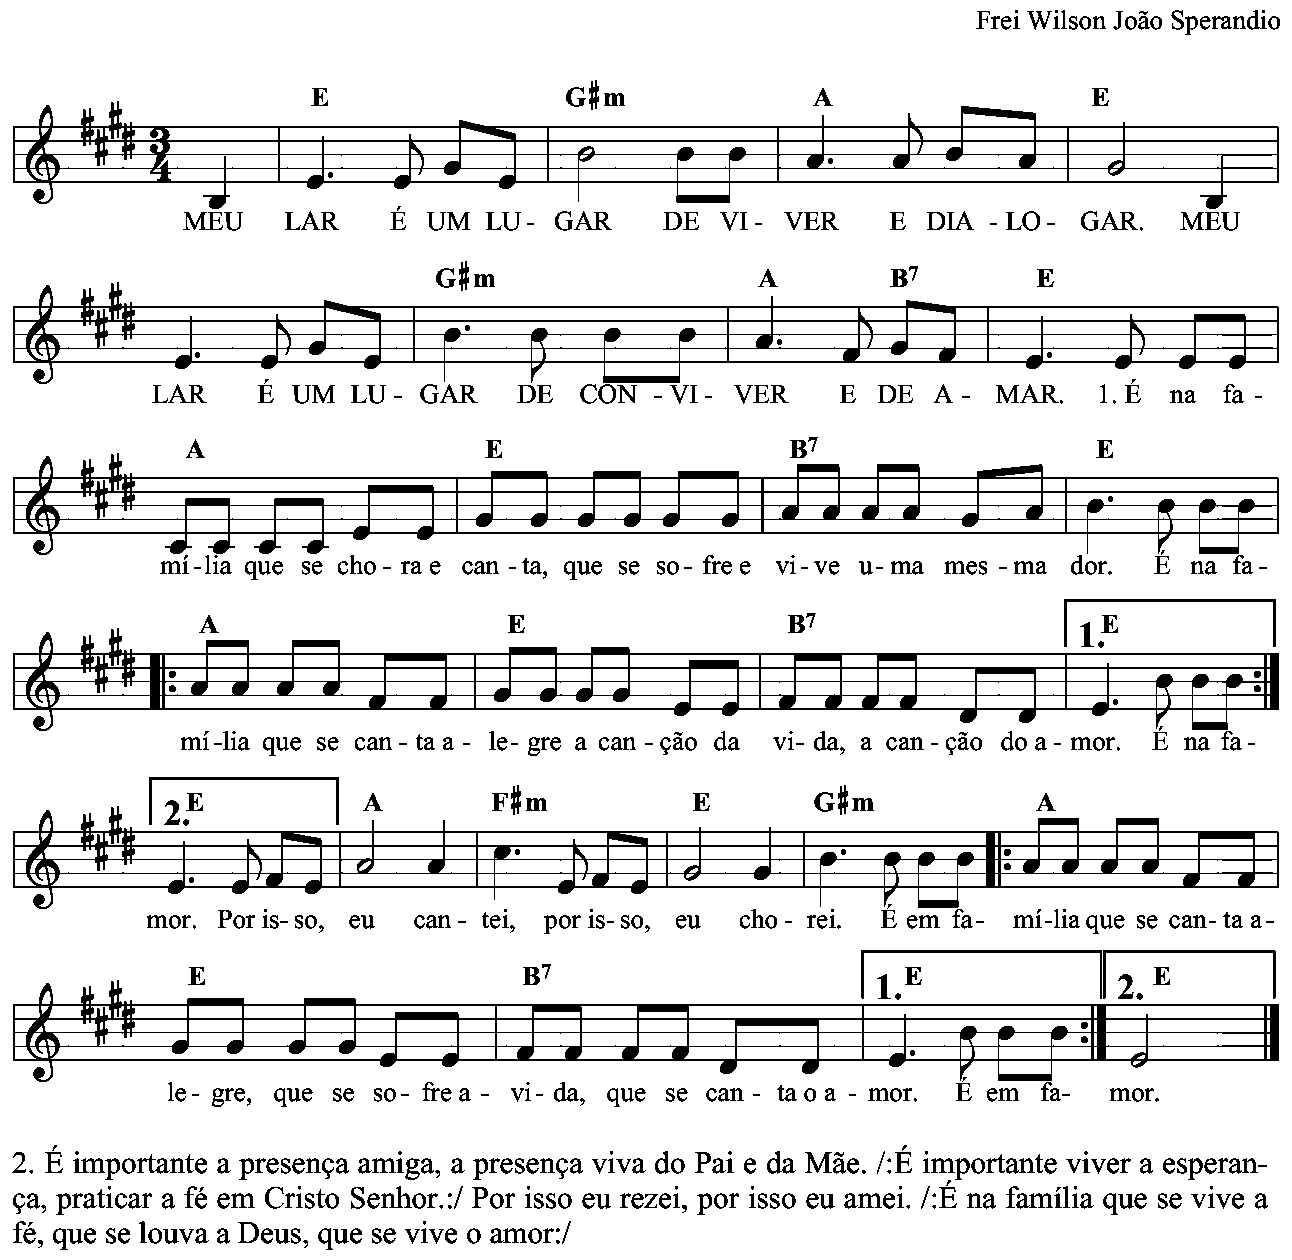 Frei Wilson João Sperandio
E G♯m A E
3
4
MEU LAR É UM LU- GAR DE VI- VER E DIA-LO- GAR. MEU
G♯m A B7 E
LAR É UM LU- GAR DE CON-VI- VER E DE A- MAR. 1. É na fa-
A E B7 E
mí-lia que se cho-ra e can-ta, que se so-fre e vi-ve u-ma mes-ma dor. É na fa-
A E B7 1. E
mí-lia que se can-ta a-le-gre a can-ção da vi-da, a can-ção do a-mor. É na fa-
2. E A F♯m E G♯m A
mor. Por is-so, eu can-tei, por is-so, eu cho-rei. É em fa-mí-lia que se can-ta a-
E B7 1. E 2. E
le-gre, que se so-fre a-vi-da, que se can-ta o a-mor. É em fa- mor.
2. É importante a presença amiga, a presença viva do Pai e da Mãe. /:É importante viver a esperan-
ça, praticar a fé em Cristo Senhor.:/ Por isso eu rezei, por isso eu amei. /:É na família que se vive a
fé, que se louva a Deus, que se vive o amor:/